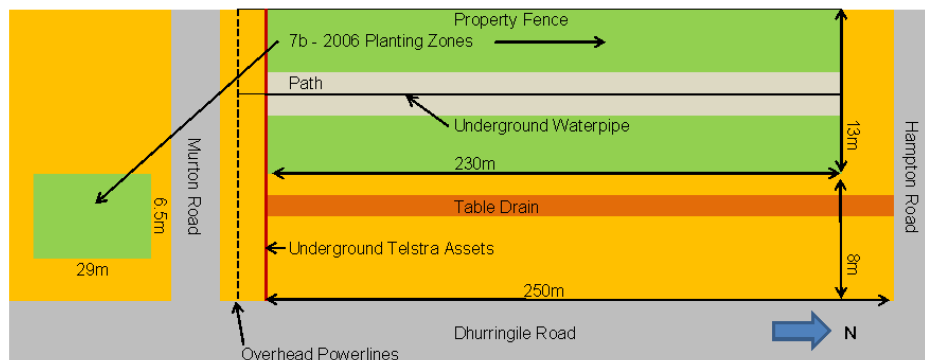 Property Fence
7b - 2006 Planting Zones
Path
Underground Waterpipe
13m
Hampton Road
Murton Road
230m
6.5m
Table Drain
Underground Telstra Assets
8m
29m
250m
Dhurringile Road
N
Overhead Powerlines